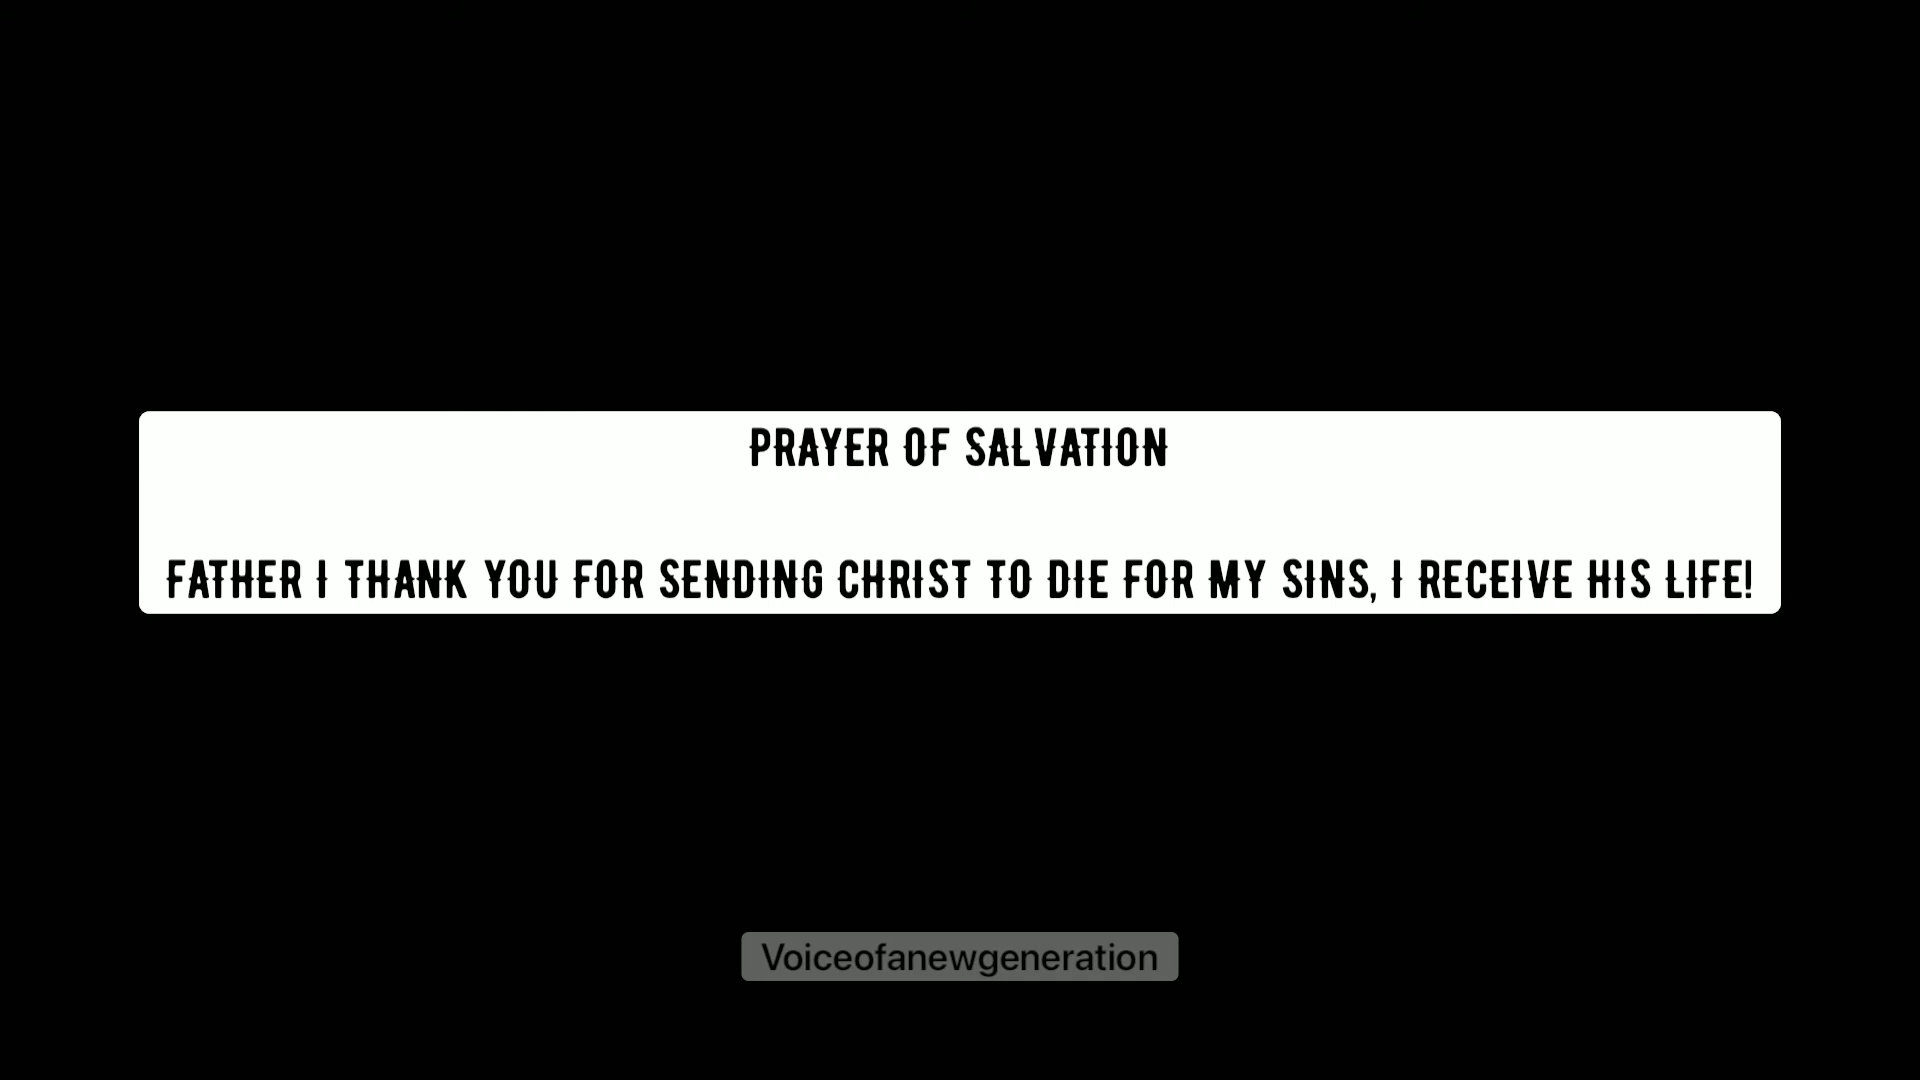 PRAYER OF SALVATION
FATHER I THANK YOU FOR SENDING CHRIST TO DIE FOR MY SINS, I RECEIVE HIS LIFE!
Voiceofanewgeneration